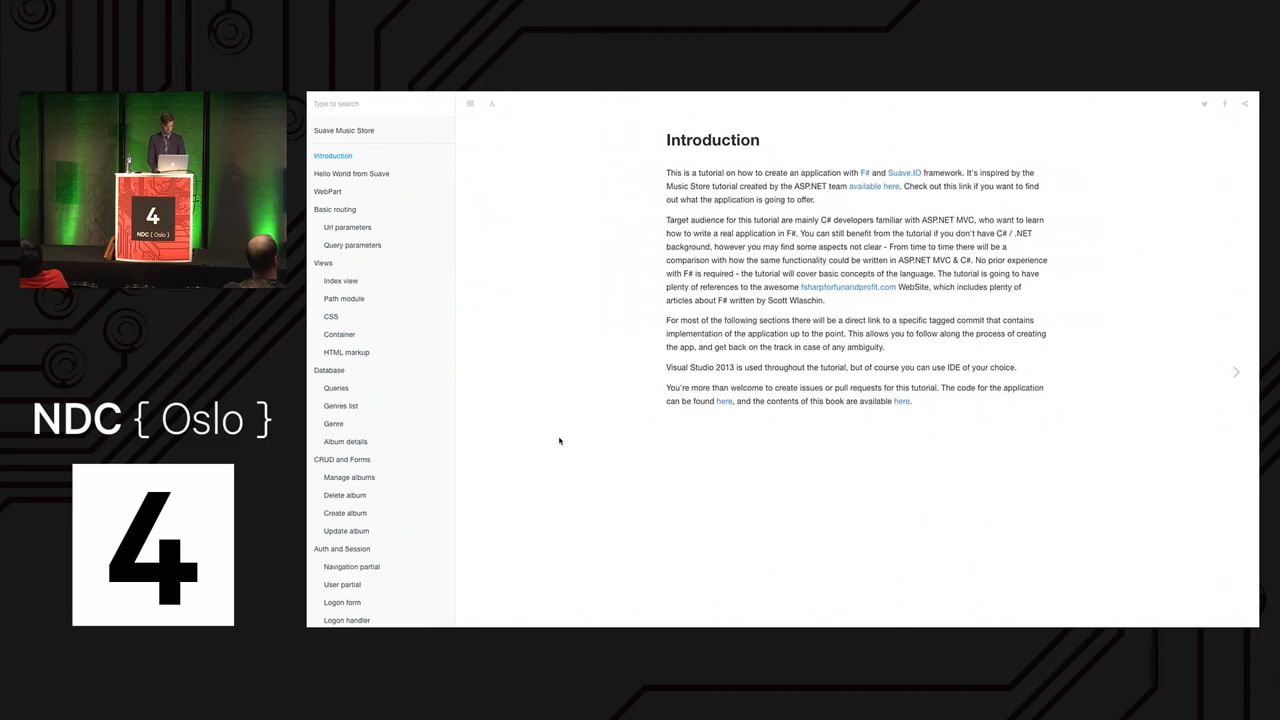 4
NDC { Oslo }
NDC { Oslo }
4
Type to search
Suave Music Store
Introduction
Hello World from Suave
WebPart
Basic routing
Url parameters
Query parameters
Views
Index view
Path module
CSS
Container
HTML markup
Database
Queries
Genres list
Genre
Album details
CRUD and Forms
Manage albums
Delete album
Create album
Update album
Auth and Session
Navigation partial
User partial
Logon form
Logon handler
A
Introduction
This is a tutorial on how to create an application with F# and Suave.IO framework. It's inspired by the
Music Store tutorial created by the ASP.NET team available here. Check out this link if you want to find
out what the application is going to offer.
Target audience for this tutorial are mainly C# developers familiar with ASP.NET MVC, who want to learn
how to write a real application in F#. You can still benefit from the tutorial if you don't have C# / .NET
background, however you may find some aspects not clear - From time to time there will be a
comparison with how the same functionality could be written in ASP.NET MVC & C#. No prior experience
with F# is required - the tutorial will cover basic concepts of the language. The tutorial is going to have
plenty of references to the awesome fsharpforfunandprofit.com WebSite, which includes plenty of
articles about F# written by Scott Wlaschin.
For most of the following sections there will be a direct link to a specific tagged commit that contains
implementation of the application up to the point. This allows you to follow along the process of creating
the app, and get back on the track in case of any ambiguity.
Visual Studio 2013 is used throughout the tutorial, but of course you can use IDE of your choice.
You're more than welcome to create issues or pull requests for this tutorial. The code for the application
can be found here, and the contents of this book are available here.